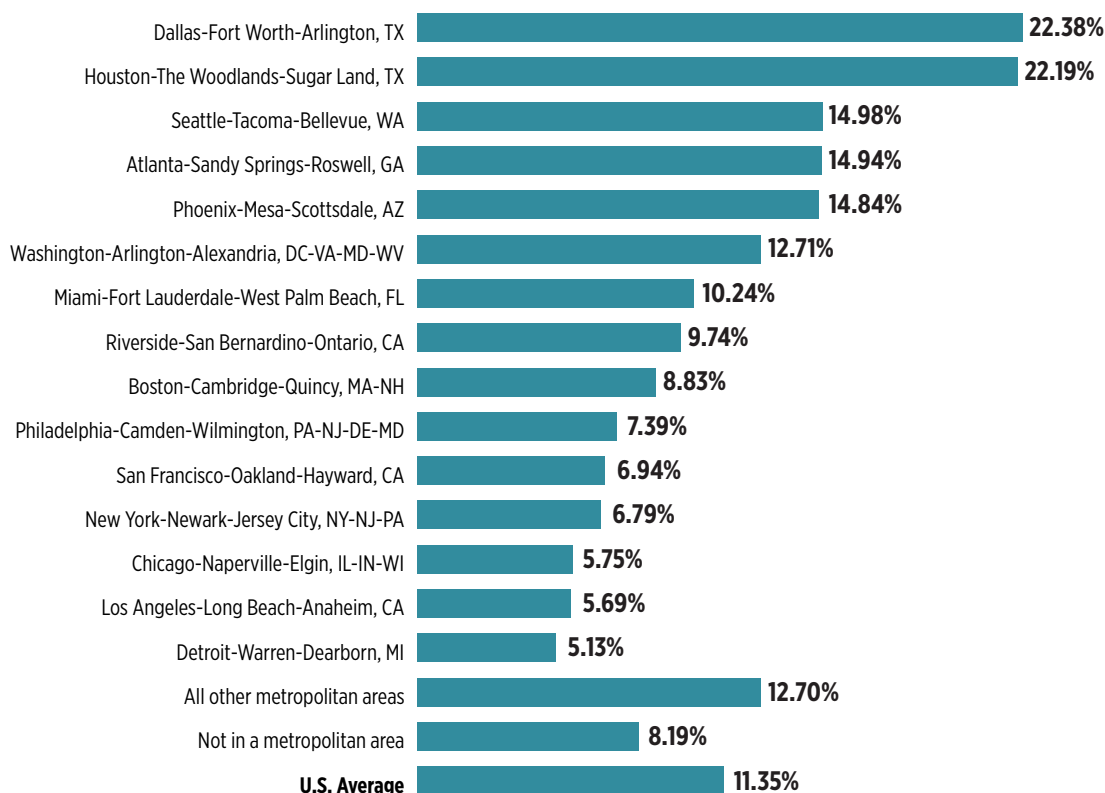 Dallas-Fort Worth-Arlington, TX 22.38%
Houston-The Woodlands-Sugar Land, TX 22.19%
Seattle-Tacoma-Bellevue, WA 14.98%
Atlanta-Sandy Springs-Roswell, GA 14.94%
Phoenix-Mesa-Scottsdale, AZ 14.84%
Washington-Arlington-Alexandria, DC-VA-MD-WV 12.71%
Miami-Fort Lauderdale-West Palm Beach, FL 10.24%
Riverside-San Bernardino-Ontario, CA 9.74%
Boston-Cambridge-Quincy, MA-NH 8.83%
Philadelphia-Camden-Wilmington, PA-NJ-DE-MD 7.39%
San Francisco-Oakland-Hayward, CA 6.94%
New York-Newark-Jersey City, NY-NJ-PA 6.79%
Chicago-Naperville-Elgin, IL-IN-WI 5.75%
Los Angeles-Long Beach-Anaheim, CA 5.69%
Detroit-Warren-Dearborn, MI 5.13%
All other metropolitan areas 12.70%
Not in a metropolitan area 8.19%
U.S. Average 11.35%